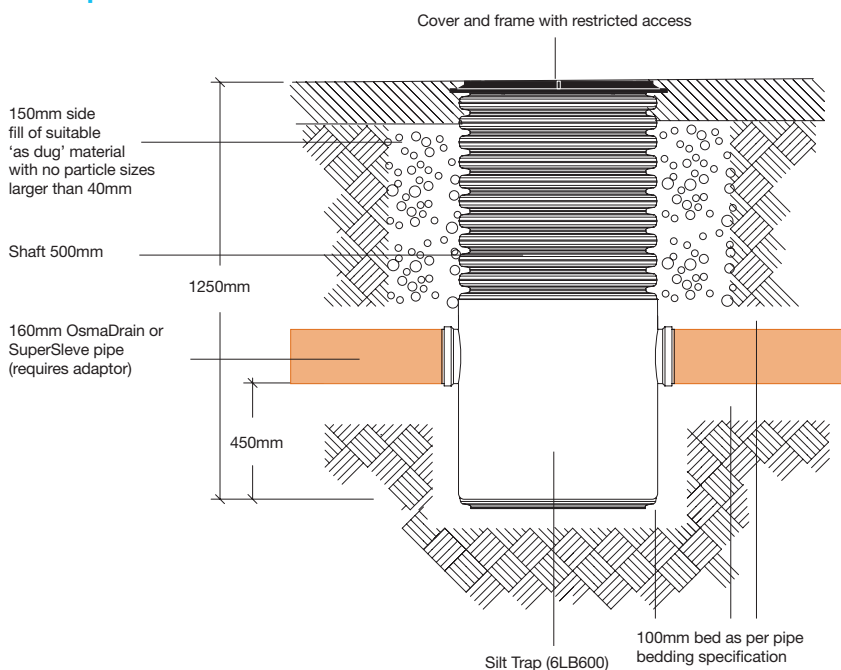 Cover and frame with restricted access
150mm side
fill of suitable
‘as dug’ material
with no particle sizes
larger than 40mm
Shaft 500mm
1250mm
160mm OsmaDrain or
SuperSleve pipe
(requires adaptor)
450mm
Silt Trap (6LB600)
100mm bed as per pipe
bedding specification